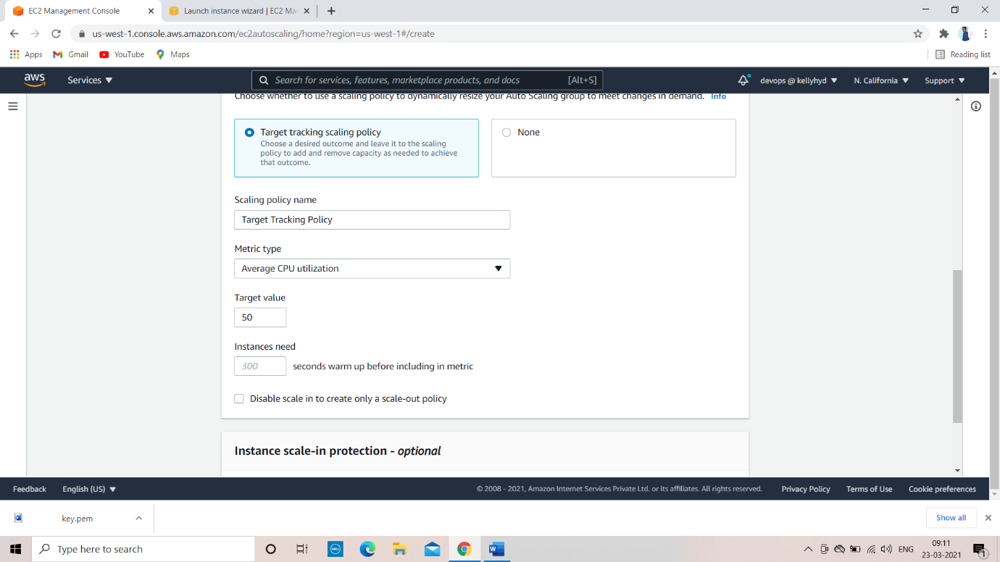 EC2 Management Console
Launch instance wizard | EC2 Ma
us-west-1.console.aws.amazon.com/ec2autoscaling/home?region=us-west-1#/create
Apps
Gmail
YouTube
Maps
Reading list
aws
Services
Search for services, features, marketplace products, and docs
[Alt+S]
devops @ kellyhyd
N. California
Support
Choose whether to use a scaling policy to dynamically resize your Auto Scaling group to meet changes in demand. Info
Target tracking scaling policy
Choose a desired outcome and leave it to the scaling
policy to add and remove capacity as needed to achieve
that outcome.
None
Scaling policy name
Target Tracking Policy
Metric type
Average CPU utilization
Target value
50
Instances need
300 seconds warm up before including in metric
Disable scale in to create only a scale-out policy
Instance scale-in protection - optional
Feedback
English (US)
© 2008 - 2021, Amazon Internet Services Private Ltd. or its affiliates. All rights reserved.
Privacy Policy
Terms of Use
Cookie preferences
key.pem
Show all
Type here to search
DELL
W
ENG
09:11
23-03-2021
1